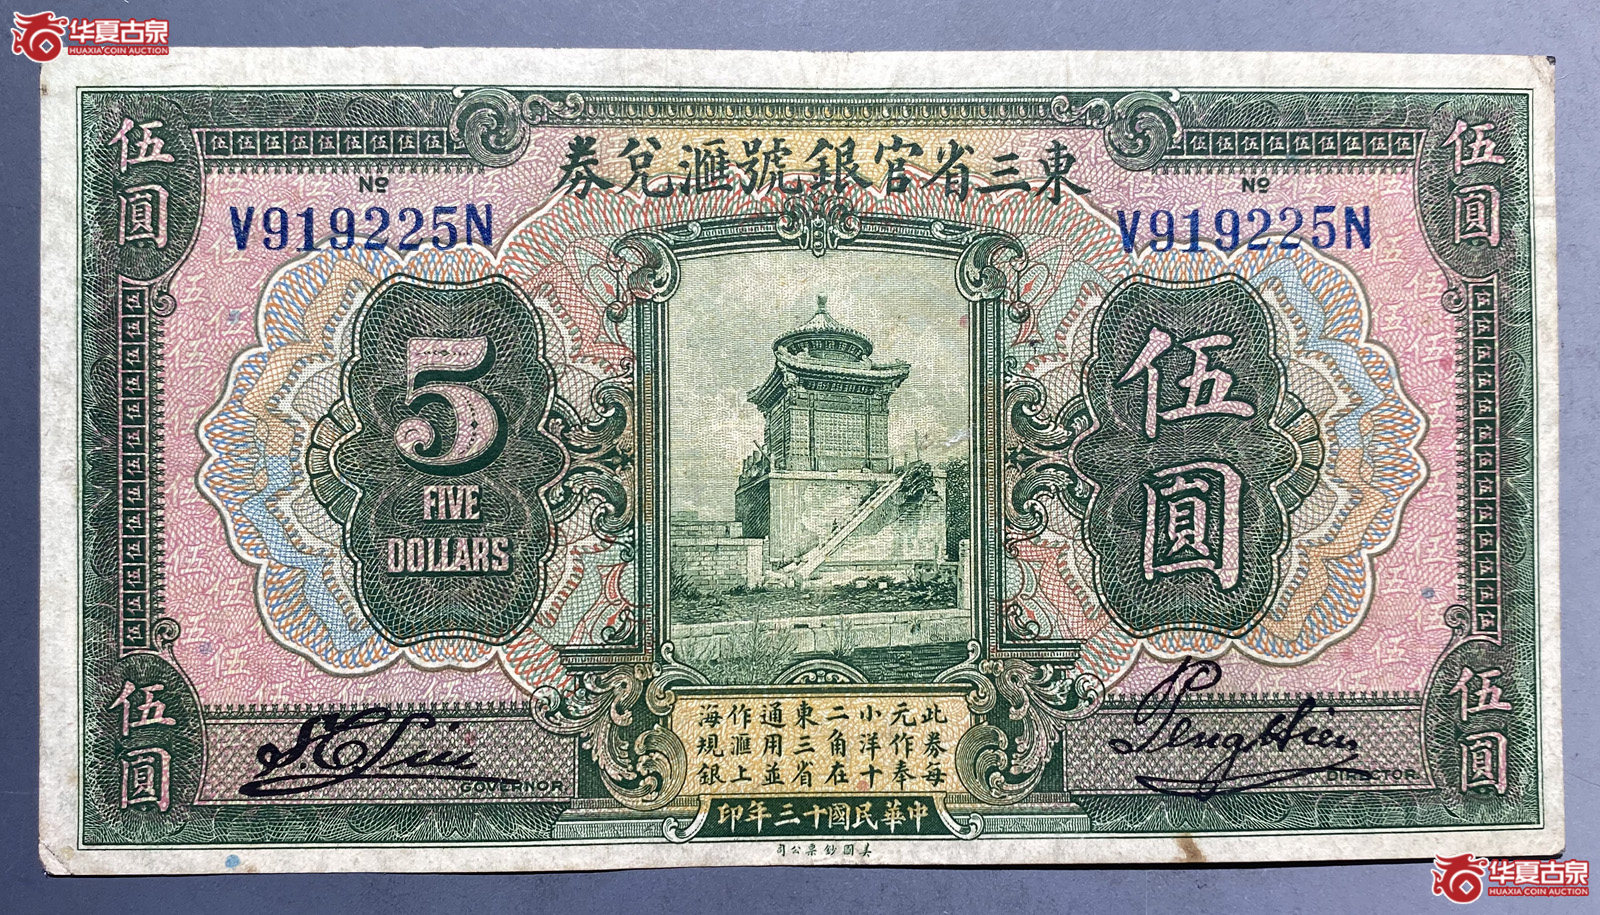 华夏古泉
HUAXIA COIN AUCTION
東三省官銀號滙兌券
伍圓
伍圓
Nº
V919225N
Nº
V919225N
5
FIVE
DOLLARS
伍圓
此券每
元作奉
小洋十
二角在
東三省
通用並
作滙上
海規銀
伍圓
伍圓
S.C. Liu
GOVERNOR.
Peng Hsien
DIRECTOR.
中華民國十三年印
美國鈔票公司
华夏古泉
HUAXIA COIN AUCTION